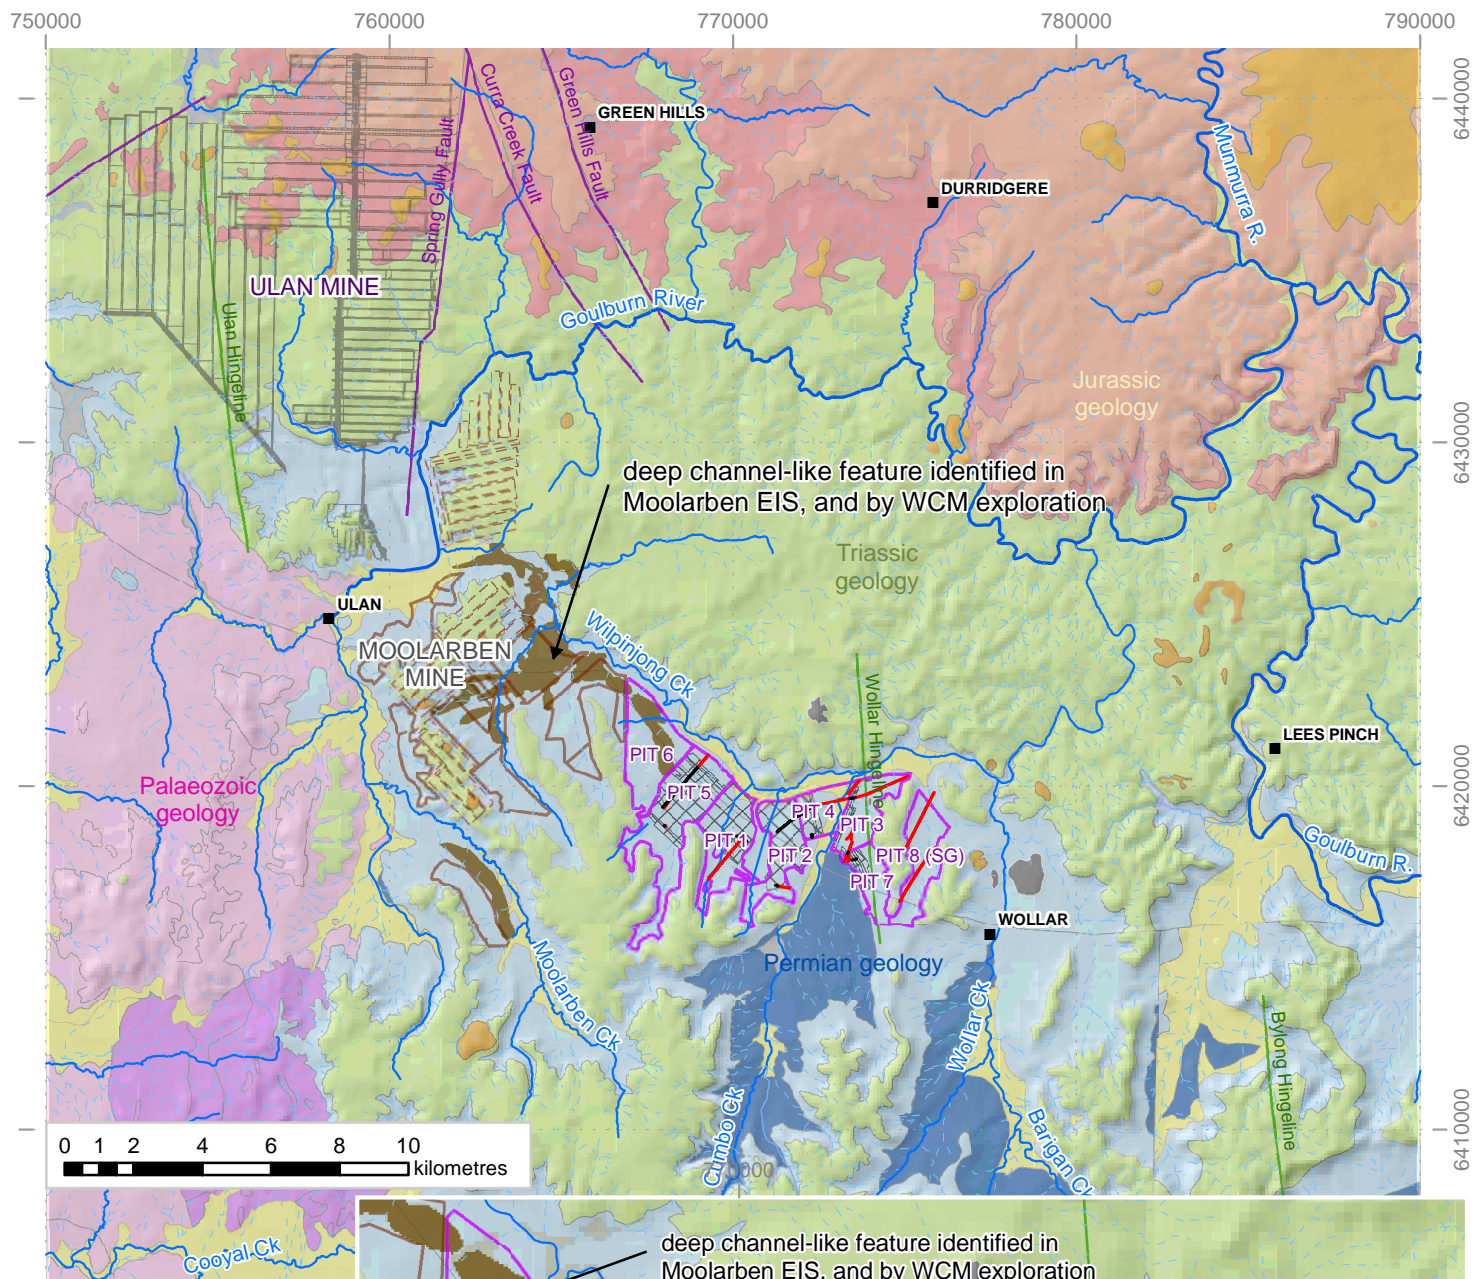 750000
760000
770000
780000
790000
6440000
6430000
6420000
6410000
GREEN HILLS
DURRIDGERE
Munmurra R.
Curra Creek Fault
Green Hills Fault
Spring Gully Fault
ULAN MINE
Ulan Hingeline
Goulburn River
Jurassic
geology
deep channel-like feature identified in
Moolarben EIS, and by WCM exploration
Triassic
geology
ULAN
MOOLARBEN
MINE
Wilpinjong Ck
Wollar Hingeline
LEES PINCH
Palaeozoic
geology
PIT 6
PIT 5
PIT 4
PIT 3
PIT 1
PIT 2
PIT 8 (SG)
PIT 7
Goulburn R.
WOLLAR
Permian geology
Moolarben Ck
Wollar Ck
Bylong Hingeline
Cumbo Ck
Barigan Ck
0 1 2 4 6 8 10
kilometres
770000
Cooyal Ck
deep channel-like feature identified in
Moolarben EIS, and by WCM exploration